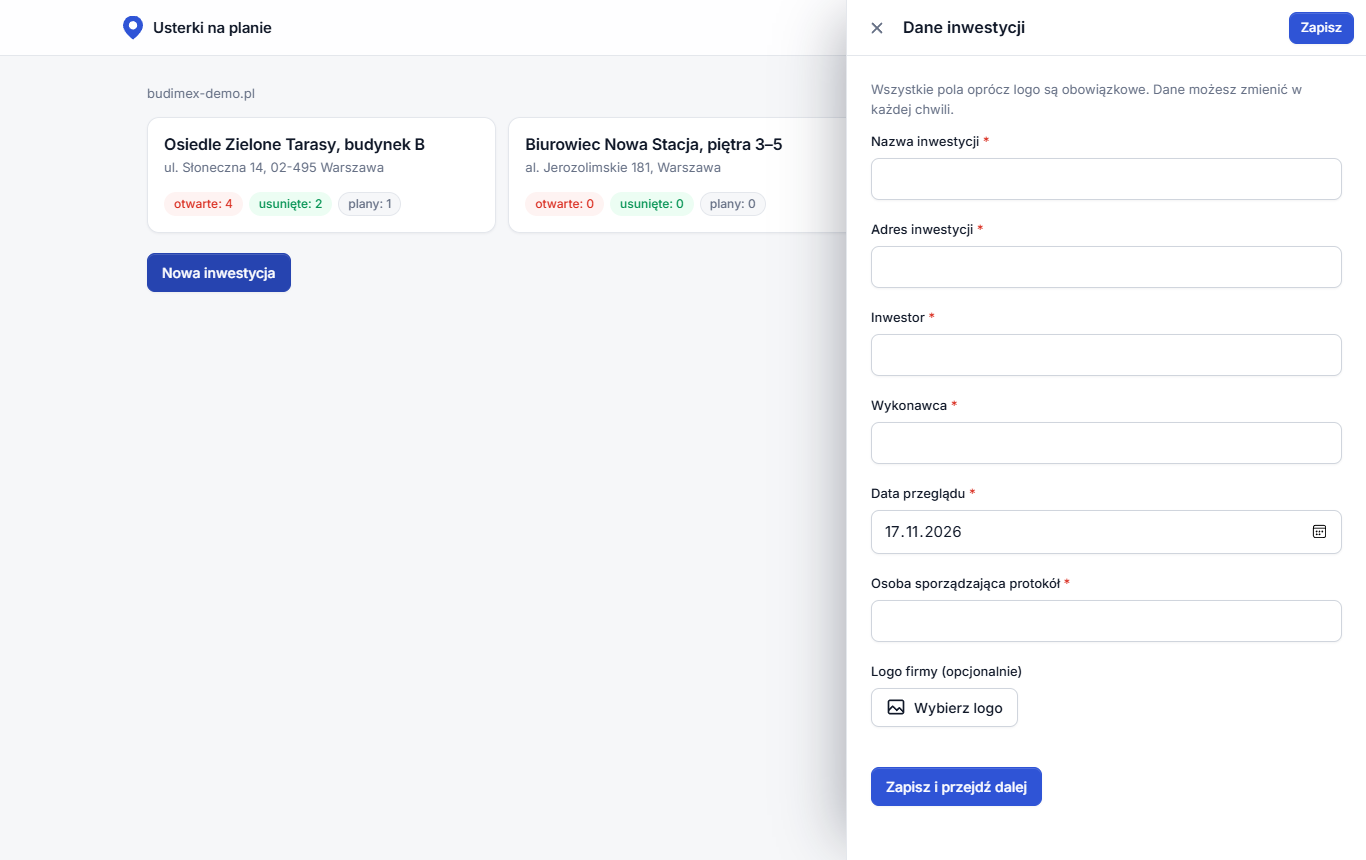 Usterki na planie
budimex-demo.pl
Osiedle Zielone Tarasy, budynek B
ul. Słoneczna 14, 02-495 Warszawa
otwarte: 4
usunięte: 2
plany: 1
Biurowiec Nowa Stacja, piętra 3–5
al. Jerozolimskie 181, Warszawa
otwarte: 0
usunięte: 0
plany: 0
Nowa inwestycja
Dane inwestycji
Zapisz
Wszystkie pola oprócz logo są obowiązkowe. Dane możesz zmienić w
każdej chwili.
Nazwa inwestycji *
Adres inwestycji *
Inwestor *
Wykonawca *
Data przeglądu *
17.11.2026
Osoba sporządzająca protokół *
Logo firmy (opcjonalnie)
Wybierz logo
Zapisz i przejdź dalej